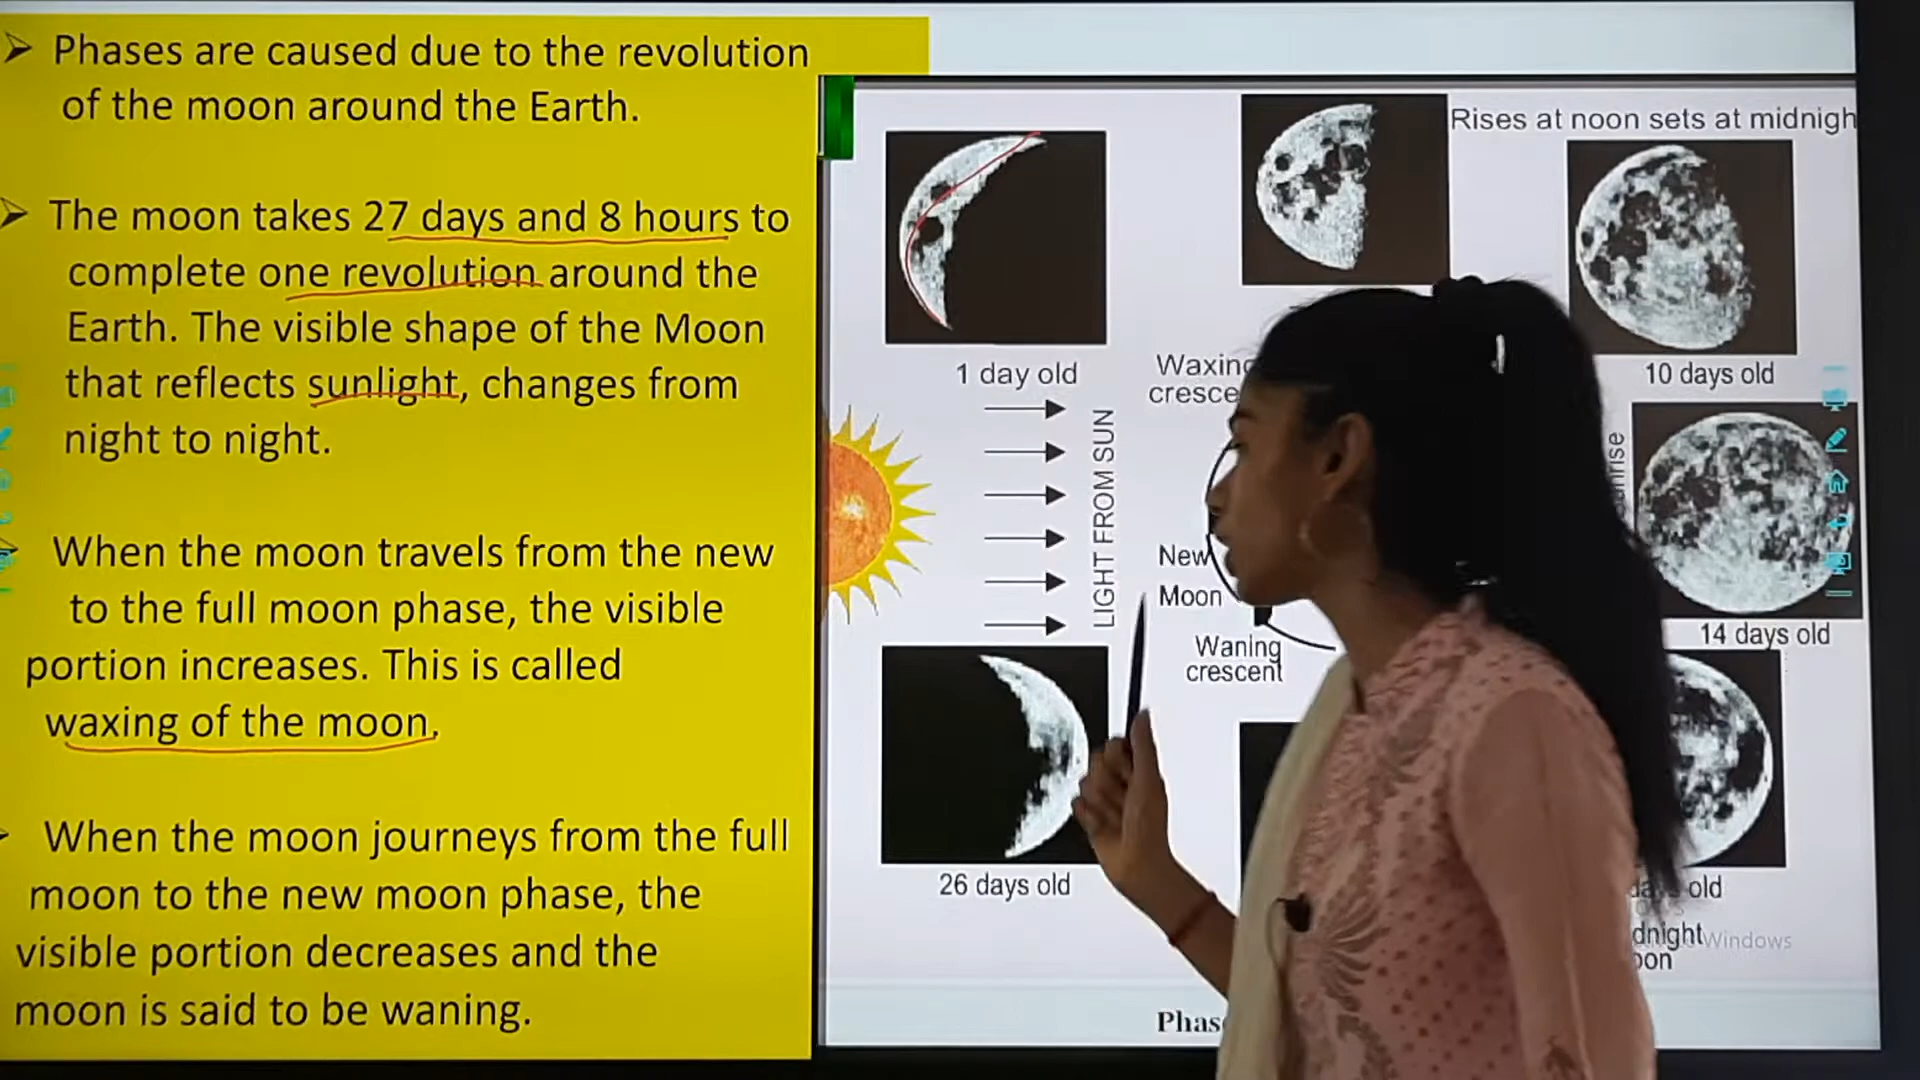 Phases are caused due to the revolution
of the moon around the Earth.
The moon takes 27 days and 8 hours to
complete one revolution around the
Earth. The visible shape of the Moon
that reflects sunlight, changes from
night to night.
When the moon travels from the new
to the full moon phase, the visible
portion increases. This is called
waxing of the moon.
When the moon journeys from the full
moon to the new moon phase, the
visible portion decreases and the
moon is said to be waning.
Rises at noon sets at
1 day old
Waxing
10 days old
LIGHT FROM SUN
New
Moon
Waning
crescent
14 days old
26 days old
old
Windows